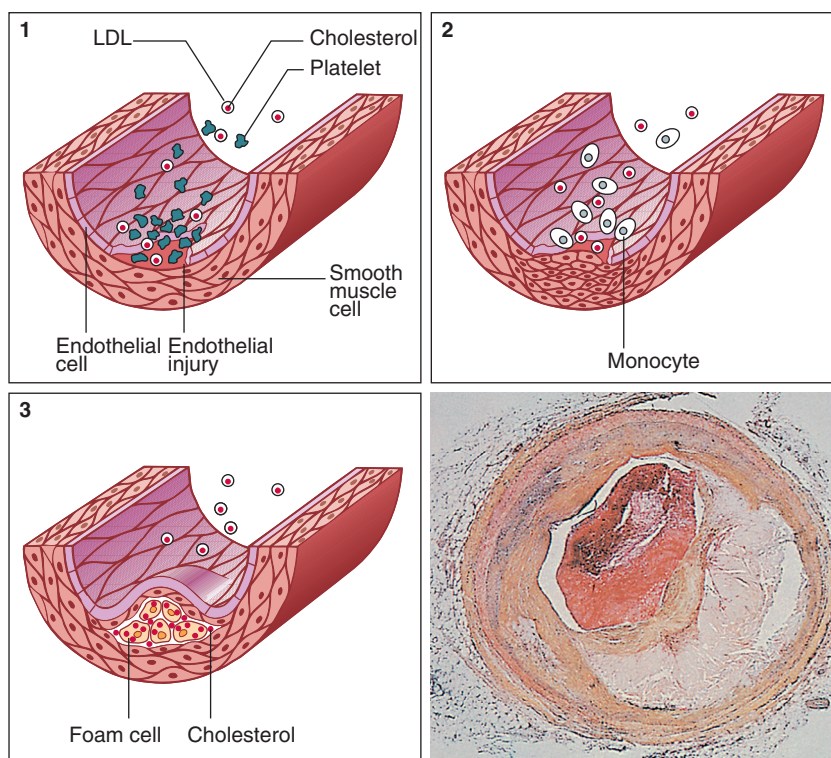 1
LDL
Cholesterol
Platelet
Smooth
muscle
cell
Endothelial
cell
Endothelial
injury
2
Monocyte
3
Foam cell
Cholesterol